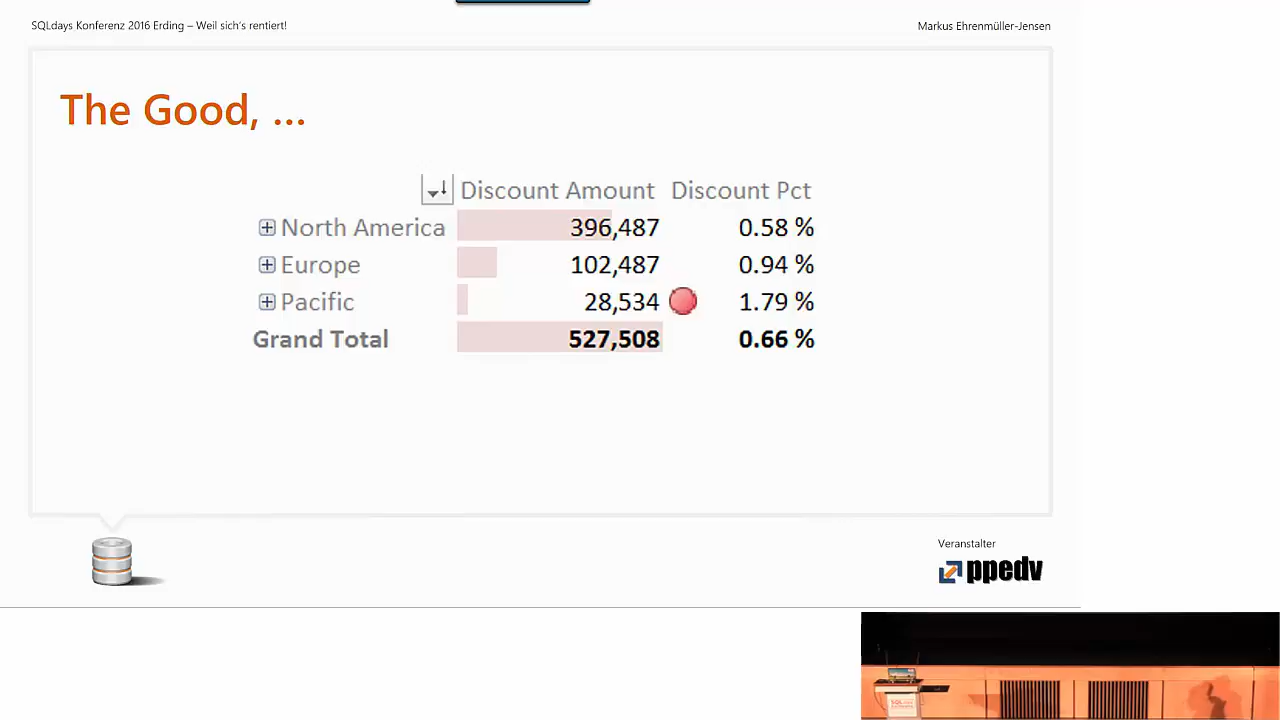 SQLdays Konferenz 2016 Erding – Weil sich's rentiert!
Markus Ehrenmüller-Jensen
The Good, ...
Discount Amount Discount Pct
North America 396,487 0.58 %
Europe 102,487 0.94 %
Pacific 28,534 1.79 %
Grand Total 527,508 0.66 %
Veranstalter
ppedv
SQL